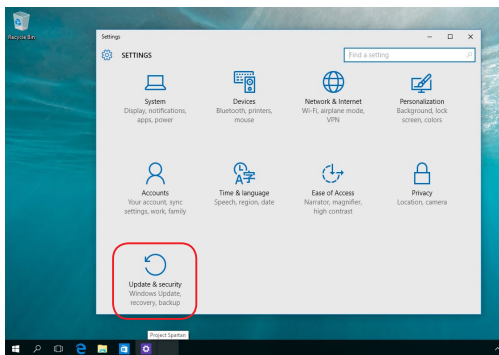 Recycle Bin
Settings
SETTINGS
Find a setting
System
Display, notifications,
apps, power
Devices
Bluetooth, printers,
mouse
Network & Internet
Wi-Fi, airplane mode,
VPN
Personalization
Background, lock
screen, colors
Accounts
Your account, sync
settings, work, family
Time & language
Speech, region, date
Ease of Access
Narrator, magnifier,
high contrast
Privacy
Location, camera
Update & security
Windows Update,
recovery, backup
Project Spartan